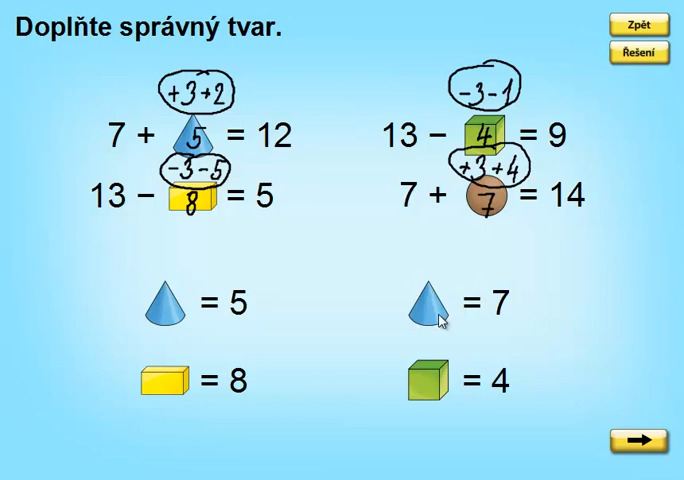 Doplňte správný tvar.
Zpět
Řešení
+3+2
-3-1
7 + 5 = 12
13 − 4 = 9
-3-5
+3+4
13 − 8 = 5
7 + 7 = 14
= 5
= 7
= 8
= 4